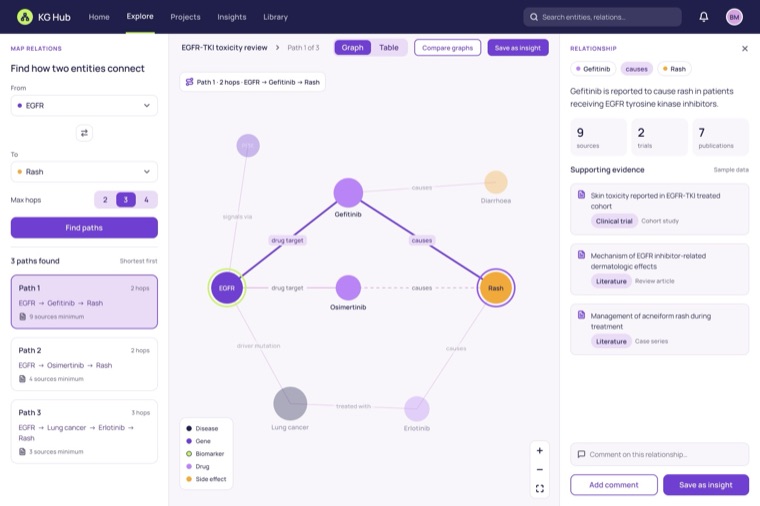 KG Hub
Home
Explore
Projects
Insights
Library
Search entities, relations..
BM
MAP RELATIONS
Find how two entities connect
From
EGFR
To
Rash
Max hops
2
3
4
Find paths
3 paths found
Shortest first
Path 1
2 hops
EGFR → Gefitinib → Rash
9 sources minimum
Path 2
2 hops
EGFR → Osimertinib → Rash
4 sources minimum
Path 3
3 hops
EGFR → Lung cancer → Erlotinib →
Rash
3 sources minimum
EGFR-TKI toxicity review
Path 1 of 3
Graph
Table
Compare graphs
Save as insight
Path 1 · 2 hops · EGFR → Gefitinib → Rash
signals via
Gefitinib
causes
Diarrhoea
drug target
causes
EGFR
drug target
Osimertinib
causes
Rash
driver mutation
causes
Lung cancer
treated with
Erlotinib
Disease
Gene
Biomarker
Drug
Side effect
RELATIONSHIP
Gefitinib
causes
Rash
Gefitinib is reported to cause rash in patients
receiving EGFR tyrosine kinase inhibitors.
9
sources
2
trials
7
publications
Supporting evidence
Sample data
Skin toxicity reported in EGFR-TKI treated
cohort
Clinical trial
Cohort study
Mechanism of EGFR inhibitor-related
dermatologic effects
Literature
Review article
Management of acneiform rash during
treatment
Literature
Case series
Comment on this relationship...
Add comment
Save as insight